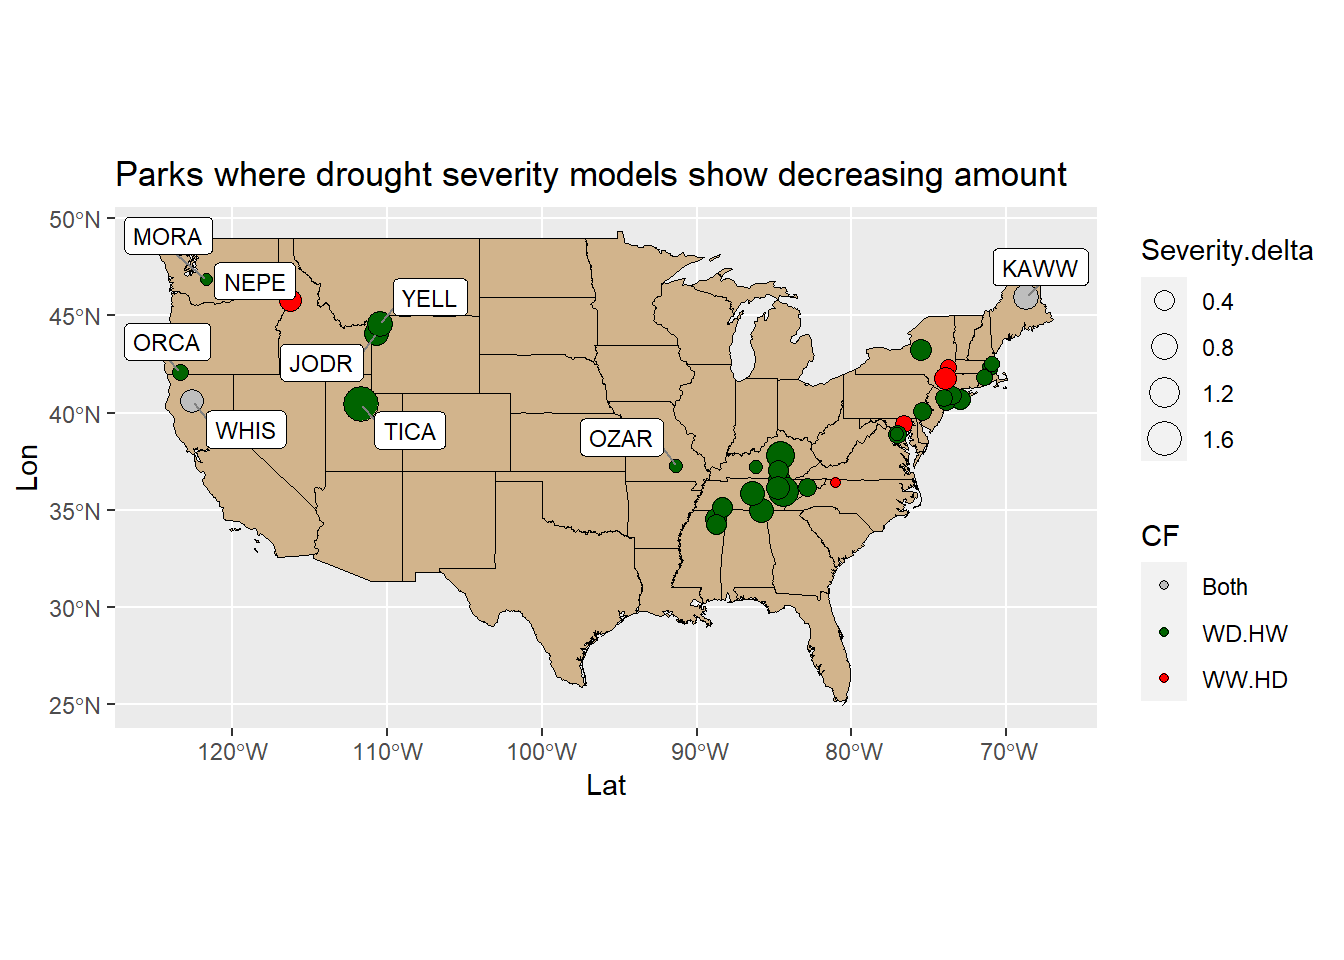 Parks where drought severity models show decreasing amount
50°N
45°N
40°N
35°N
30°N
25°N
Lon
MORA
NEPE
ORCA
WHIS
YELL
JODR
TICA
OZAR
KAWW
120°W
110°W
100°W
90°W
80°W
70°W
Lat
Severity.delta
0.4
0.8
1.2
1.6
CF
Both
WD.HW
WW.HD